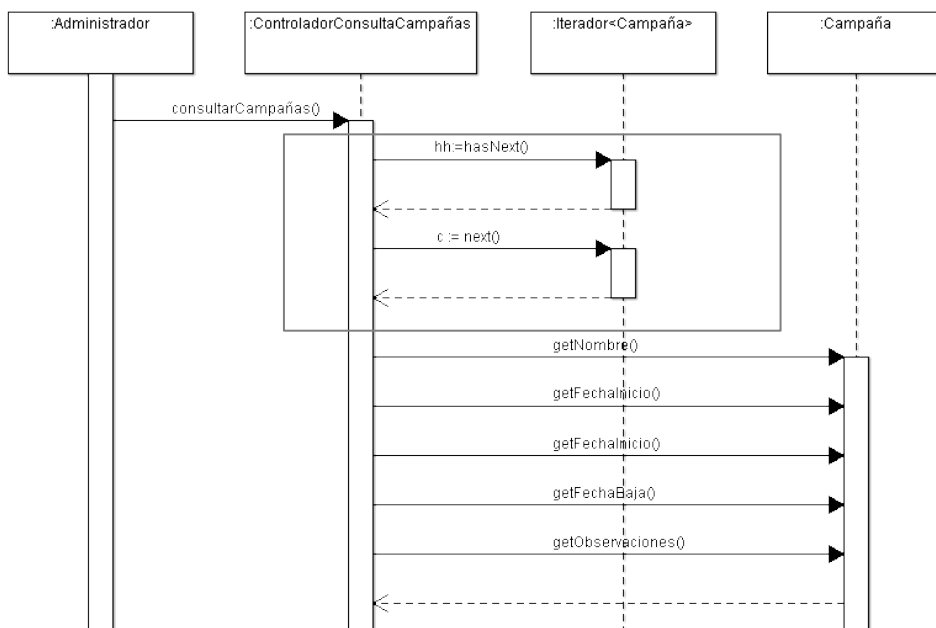 :Administrador
:ControladorConsultaCampañas
:Iterador<Campaña>
:Campaña
consultarCampañas()
hh:=hasNext()
c := next()
getNombre()
getFechaInicio()
getFechaInicio()
getFechaBaja()
getObservaciones()